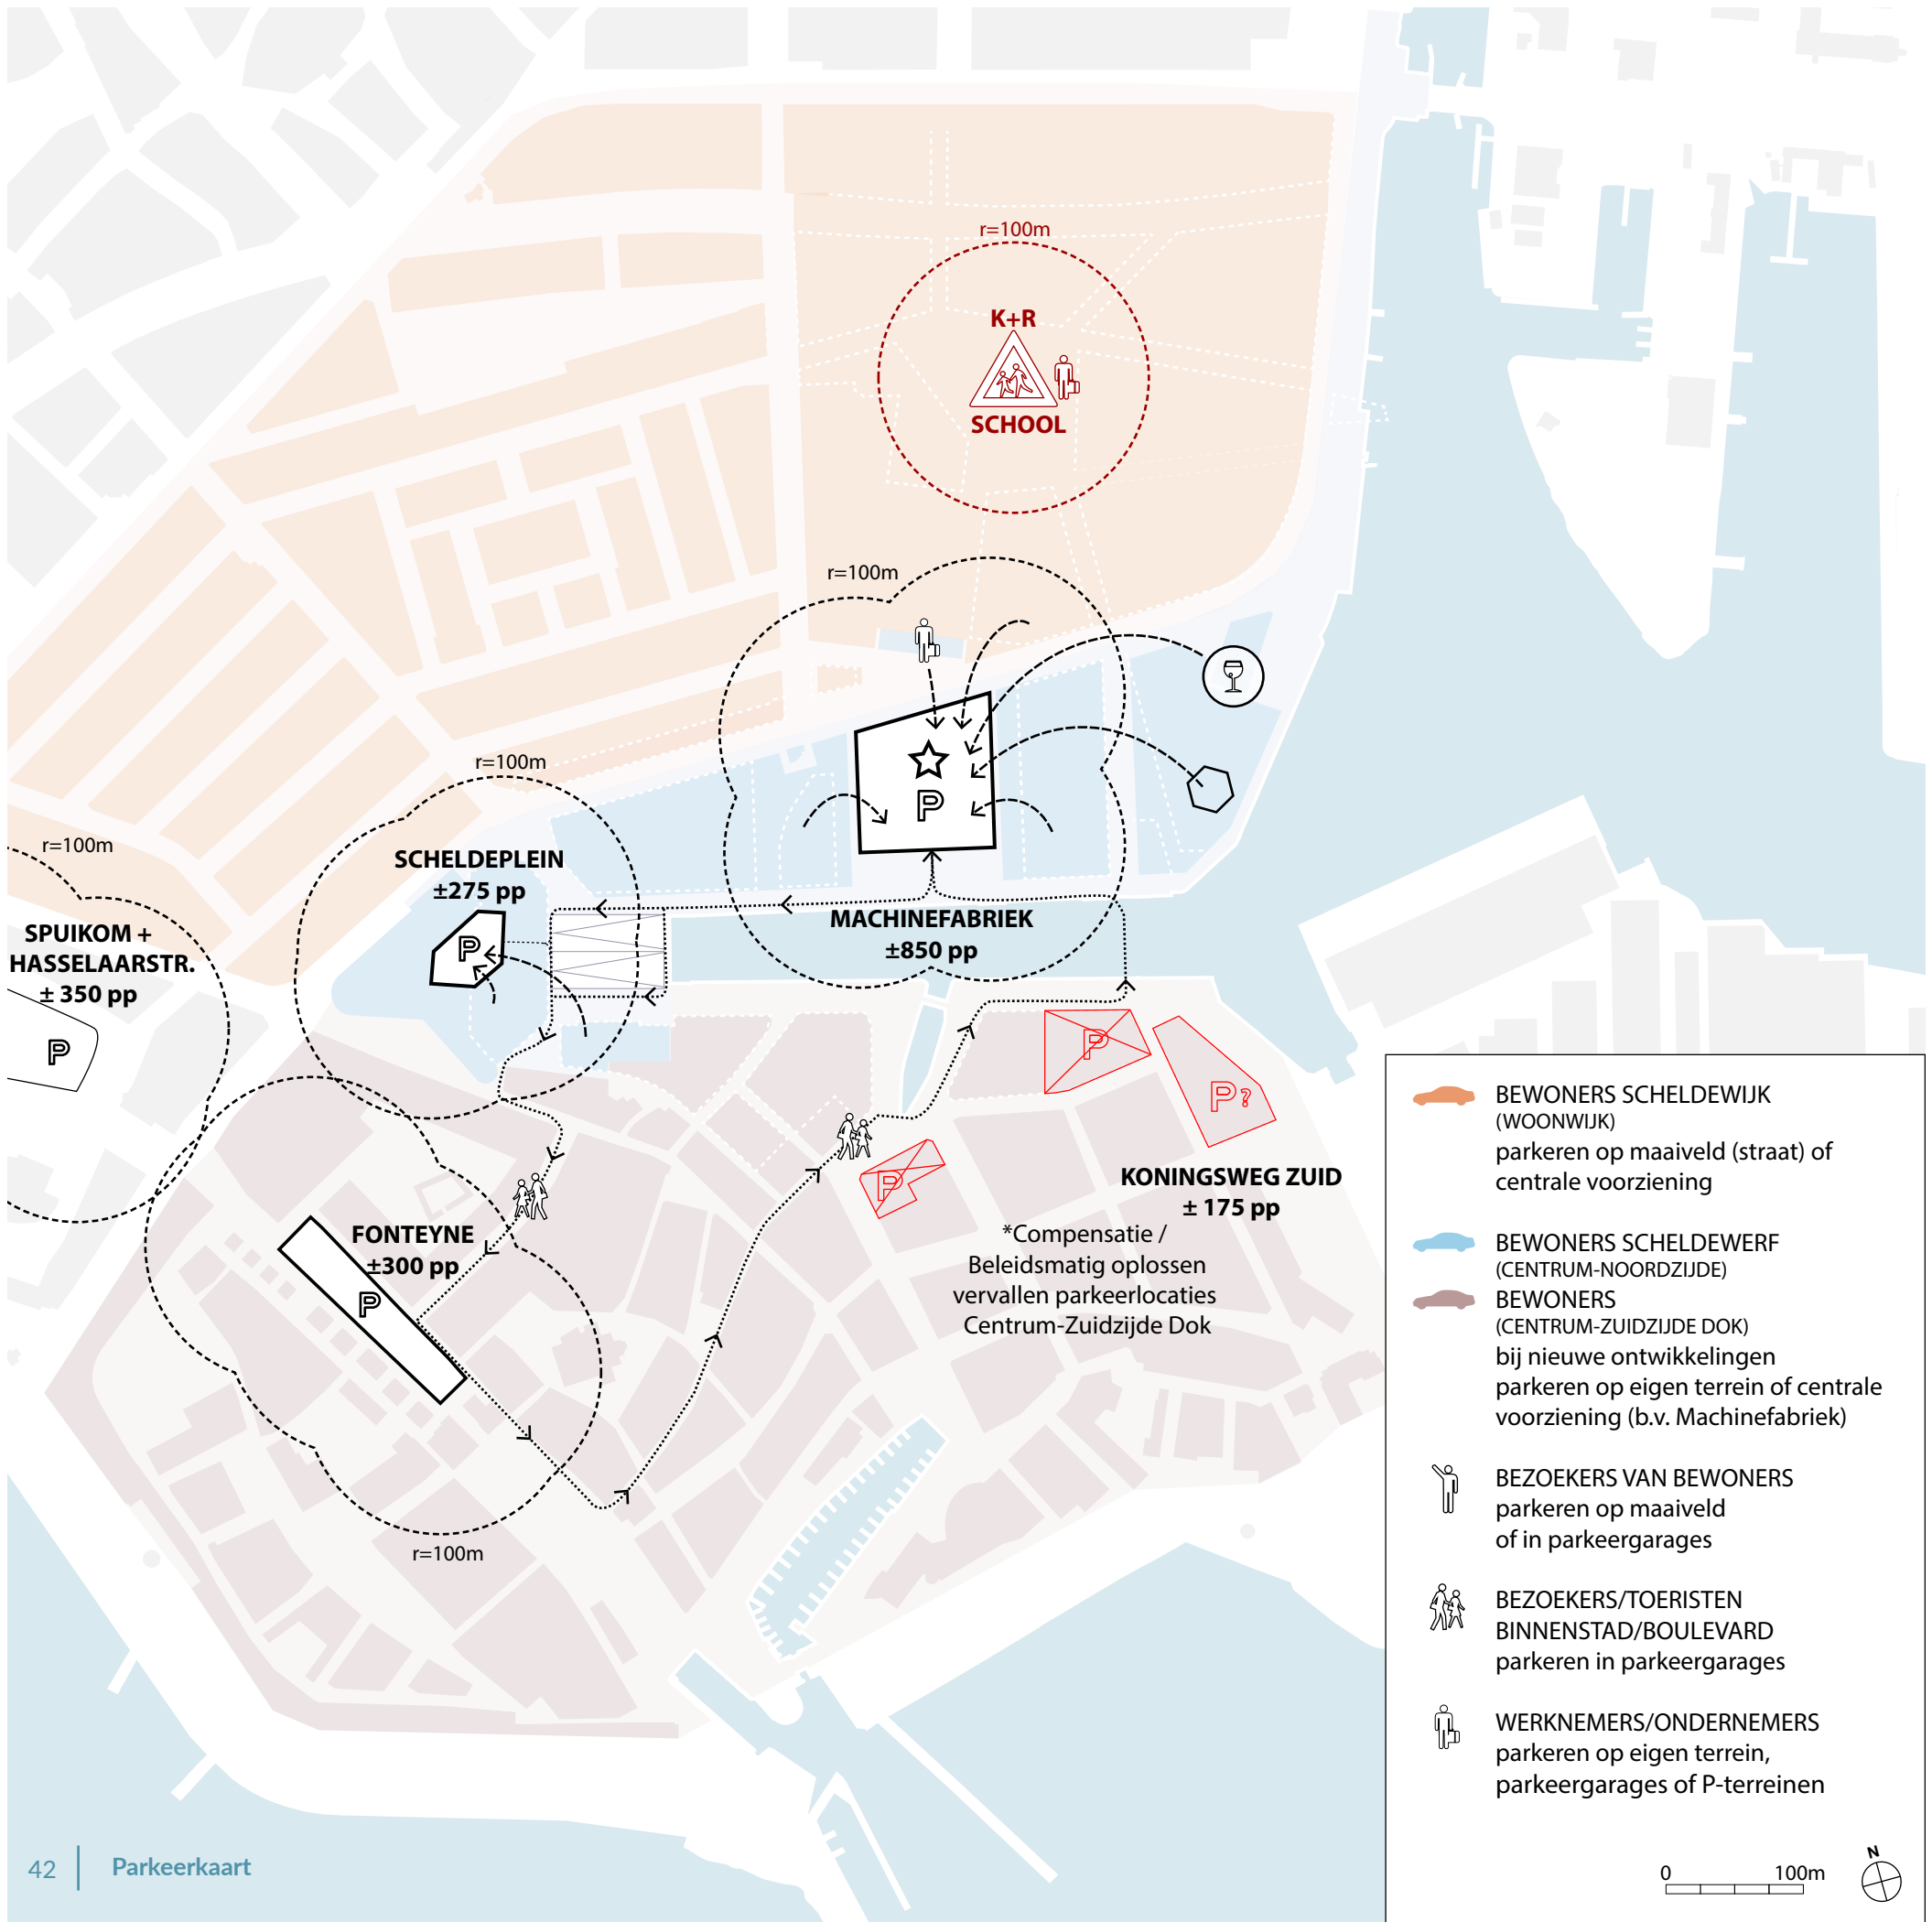 r=100m
K+R
SCHOOL
r=100m
P
r=100m
r=100m
SCHELDEPLEIN
±275 pp
P
MACHINEFABRIEK
±850 pp
SPUIKOM +
HASSELAARSTR.
± 350 pp
P
P
P?
P
KONINGSWEG ZUID
± 175 pp
*Compensatie /
Beleidsmatig oplossen
vervallen parkeerlocaties
Centrum-Zuidzijde Dok
FONTEYNE
±300 pp
P
r=100m
BEWONERS SCHELDEWIJK
(WOONWIJK)
parkeren op maaiveld (straat) of
centrale voorziening
BEWONERS SCHELDEWERF
(CENTRUM-NOORDZIJDE)
BEWONERS
(CENTRUM-ZUIDZIJDE DOK)
bij nieuwe ontwikkelingen
parkeren op eigen terrein of centrale
voorziening (b.v. Machinefabriek)
BEZOEKERS VAN BEWONERS
parkeren op maaiveld
of in parkeergarages
BEZOEKERS/TOERISTEN
BINNENSTAD/BOULEVARD
parkeren in parkeergarages
WERKNEMERS/ONDERNEMERS
parkeren op eigen terrein,
parkeergarages of P-terreinen
0 100m
N
42 Parkeerkaart